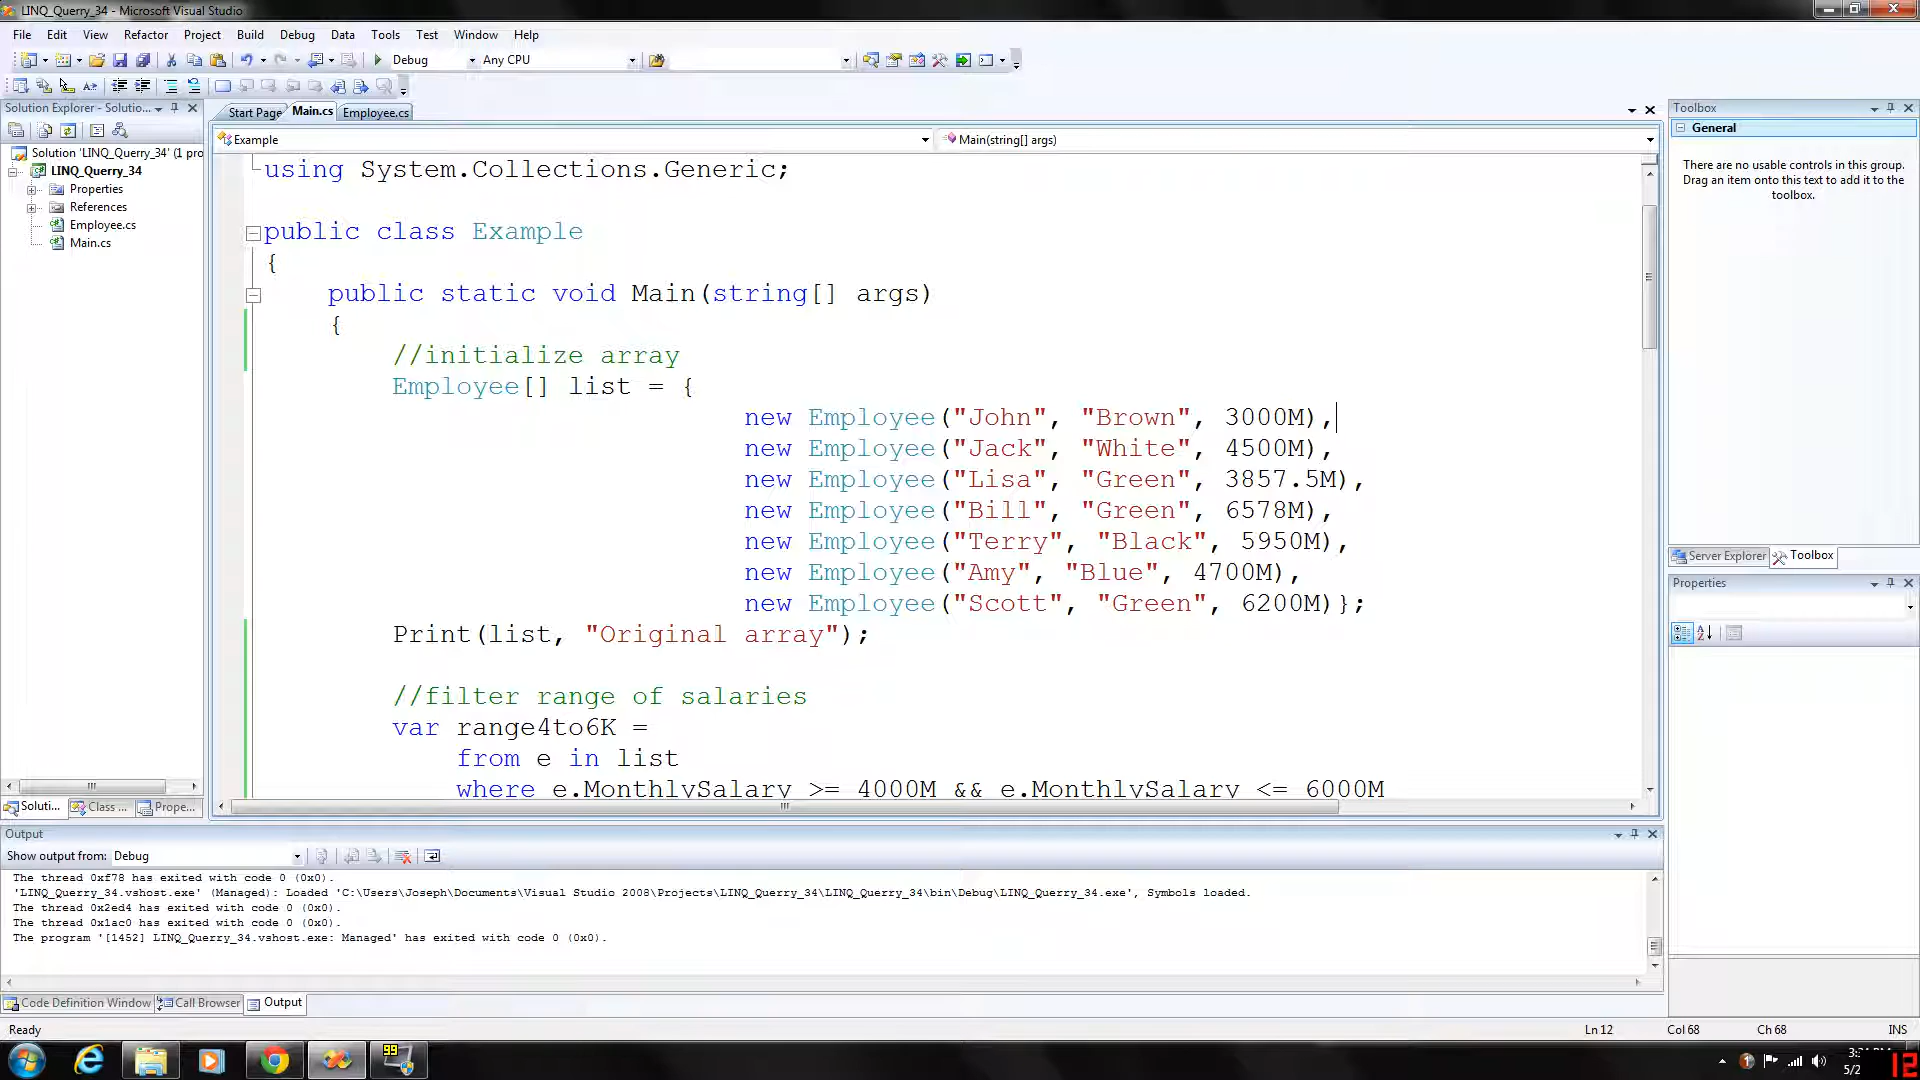 LINQ_Querry_34 - Microsoft Visual Studio
File Edit View Refactor Project Build Debug Data Tools Test Window Help
Debug Any CPU
Solution Explorer - Solutio...
Start Page Main.cs Employee.cs
Toolbox
General
There are no usable controls in this group.
Drag an item onto this text to add it to the
toolbox.
Solution 'LINQ_Querry_34' (1 pro
LINQ_Querry_34
Properties
References
Employee.cs
Main.cs
Example Main(string[] args)
using System.Collections.Generic;
public class Example
{
public static void Main(string[] args)
{
//initialize array
Employee[] list = {
new Employee("John", "Brown", 3000M),
new Employee("Jack", "White", 4500M),
new Employee("Lisa", "Green", 3857.5M),
new Employee("Bill", "Green", 6578M),
new Employee("Terry", "Black", 5950M),
new Employee("Amy", "Blue", 4700M),
new Employee("Scott", "Green", 6200M)};
Print(list, "Original array");
//filter range of salaries
var range4to6K =
from e in list
where e.MonthlySalary >= 4000M && e.MonthlySalary <= 6000M
Server Explorer Toolbox
Properties
Soluti... Class ... Prope...
Output
Show output from: Debug
The thread 0xf78 has exited with code 0 (0x0).
'LINQ_Querry_34.vshost.exe' (Managed): Loaded 'C:\Users\Joseph\Documents\Visual Studio 2008\Projects\LINQ_Querry_34\LINQ_Querry_34\bin\Debug\LINQ_Querry_34.exe', Symbols loaded.
The thread 0x2ed4 has exited with code 0 (0x0).
The thread 0x1ac0 has exited with code 0 (0x0).
The program '[1452] LINQ_Querry_34.vshost.exe: Managed' has exited with code 0 (0x0).
Code Definition Window Call Browser Output
Ready Ln 12 Col 68 Ch 68 INS
99
5/2
12